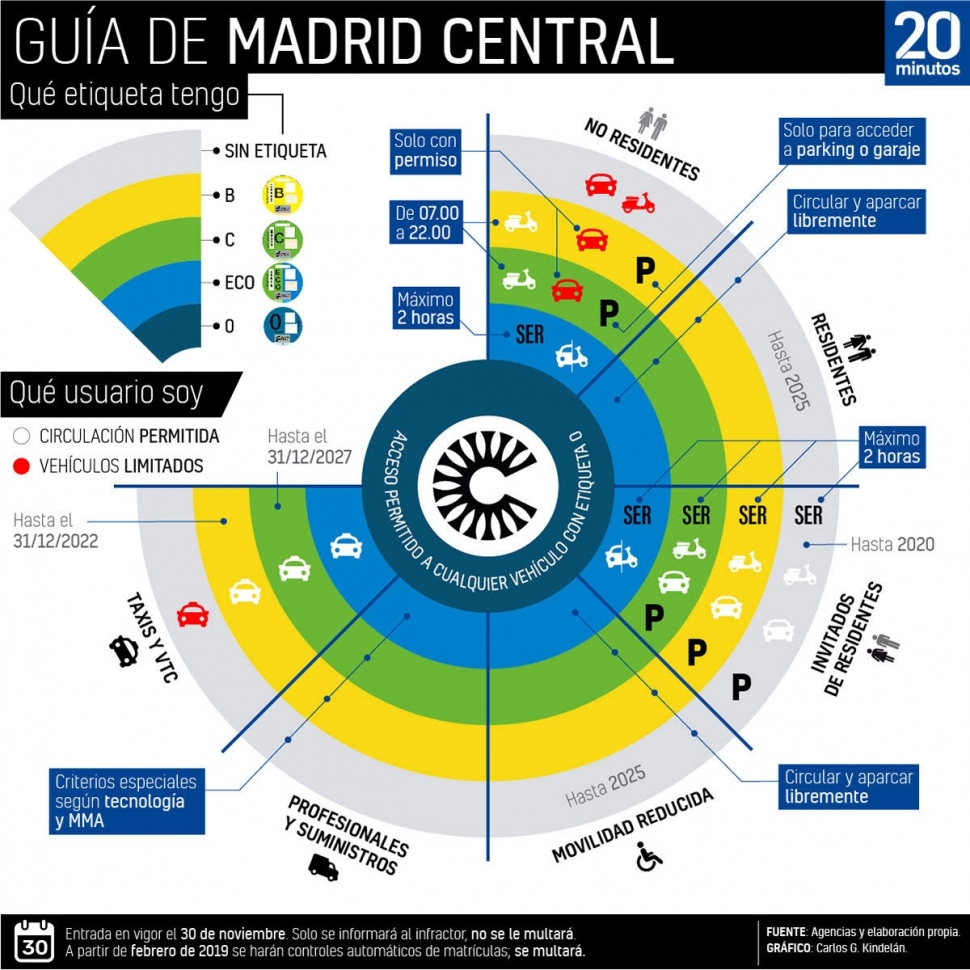 GUÍA DE MADRID CENTRAL
20
minutos
Qué etiqueta tengo
SIN ETIQUETA
B
B
C
C
ECO
ECO
0
0
Qué usuario soy
CIRCULACIÓN PERMITIDA
VEHÍCULOS LIMITADOS
NO RESIDENTES
Solo con
permiso
De 07.00
a 22.00
Máximo
2 horas
Solo para acceder
a parking o garaje
Circular y aparcar
libremente
P
P
SER
RESIDENTES
Hasta 2025
Máximo
2 horas
SER
SER
SER
SER
Hasta 2020
P
P
P
INVITADOS
DE RESIDENTES
ACCESO PERMITIDO A CUALQUIER VEHÍCULO CON ETIQUETA 0
Hasta el
31/12/2027
Hasta el
31/12/2022
TAXIS Y VTC
Criterios especiales
según tecnología
y MMA
PROFESIONALES
Y SUMINISTROS
Hasta 2025
MOVILIDAD REDUCIDA
Circular y aparcar
libremente
30
Entrada en vigor el 30 de noviembre. Solo se informará al infractor, no se le multará.
A partir de febrero de 2019 se harán controles automáticos de matrículas; se multará.
FUENTE: Agencias y elaboración propia.
GRÁFICO: Carlos G. Kindelán.